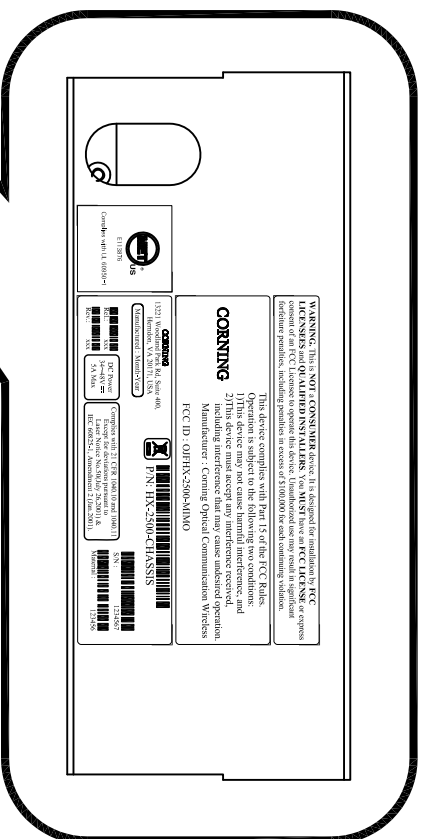 WARNING. This is NOT a CONSUMER device. It is designed for installation by FCC
LICENSEES and QUALIFIED INSTALLERS. You MUST have an FCC LICENSE or express
consent of an FCC Licensee to operate this device. Unauthorized use may result in significant
forfeiture penalties, including penalties in excess of $100,000 for each continuing violation.
CORNING
This device complies with Part 15 of the FCC Rules.
Operation is subject to the following two conditions:
1)This device may not cause harmful interference, and
2)This device must accept any interference received,
including interference that may cause undesired operation.
Manufacturer : Corning Optical Communication Wireless
FCC ID : OJFHX-2500-MIMO
MET
®
US
E113876
Complies with UL 60950-1
CORNING
13221 Woodland Park Rd, Suite 400,
Herndon, VA 20171, USA
Manufactured : Month-Year
P/N: HX-2500-CHASSIS
Rel.: xxx
Rev.: xxx
DC Power
34—48V
5A Max.
Complies with 21 CFR 1040.10 and 1040.11
Except for deviations pursuant to
Laser Notice No.50(July 26,2001) &
IEC 60825-1, Amendment 2 (Jan.2001)
S/N : 1234567
Material : 123456